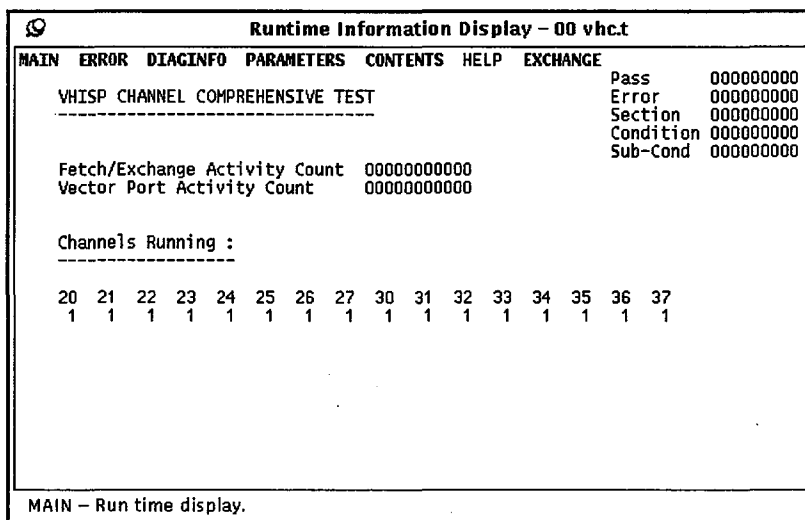 Runtime Information Display – 00 vhc.t
MAIN ERROR DIAGINFO PARAMETERS CONTENTS HELP EXCHANGE
Pass 000000000
VHISP CHANNEL COMPREHENSIVE TEST
Error 000000000
Section 000000000
Condition 000000000
Sub-Cond 000000000
Fetch/Exchange Activity Count 00000000000
Vector Port Activity Count 00000000000
Channels Running :
20 21 22 23 24 25 26 27 30 31 32 33 34 35 36 37
1 1 1 1 1 1 1 1 1 1 1 1 1 1 1 1
MAIN – Run time display.